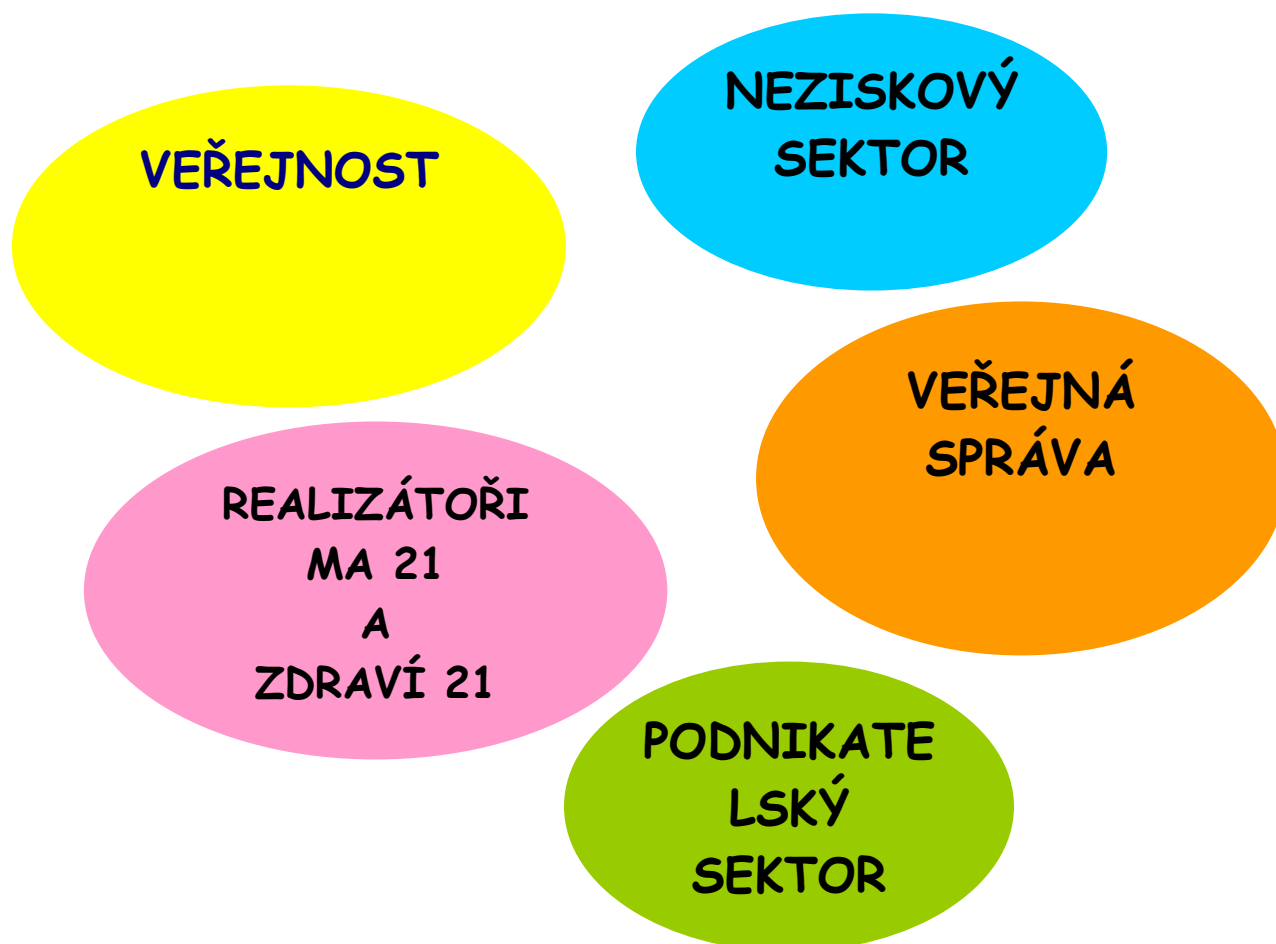 VEŘEJNOST
NEZISKOVÝ
SEKTOR
VEŘEJNÁ
SPRÁVA
REALIZÁTOŘI
MA 21
A
ZDRAVÍ 21
PODNIKATE
LSKÝ
SEKTOR